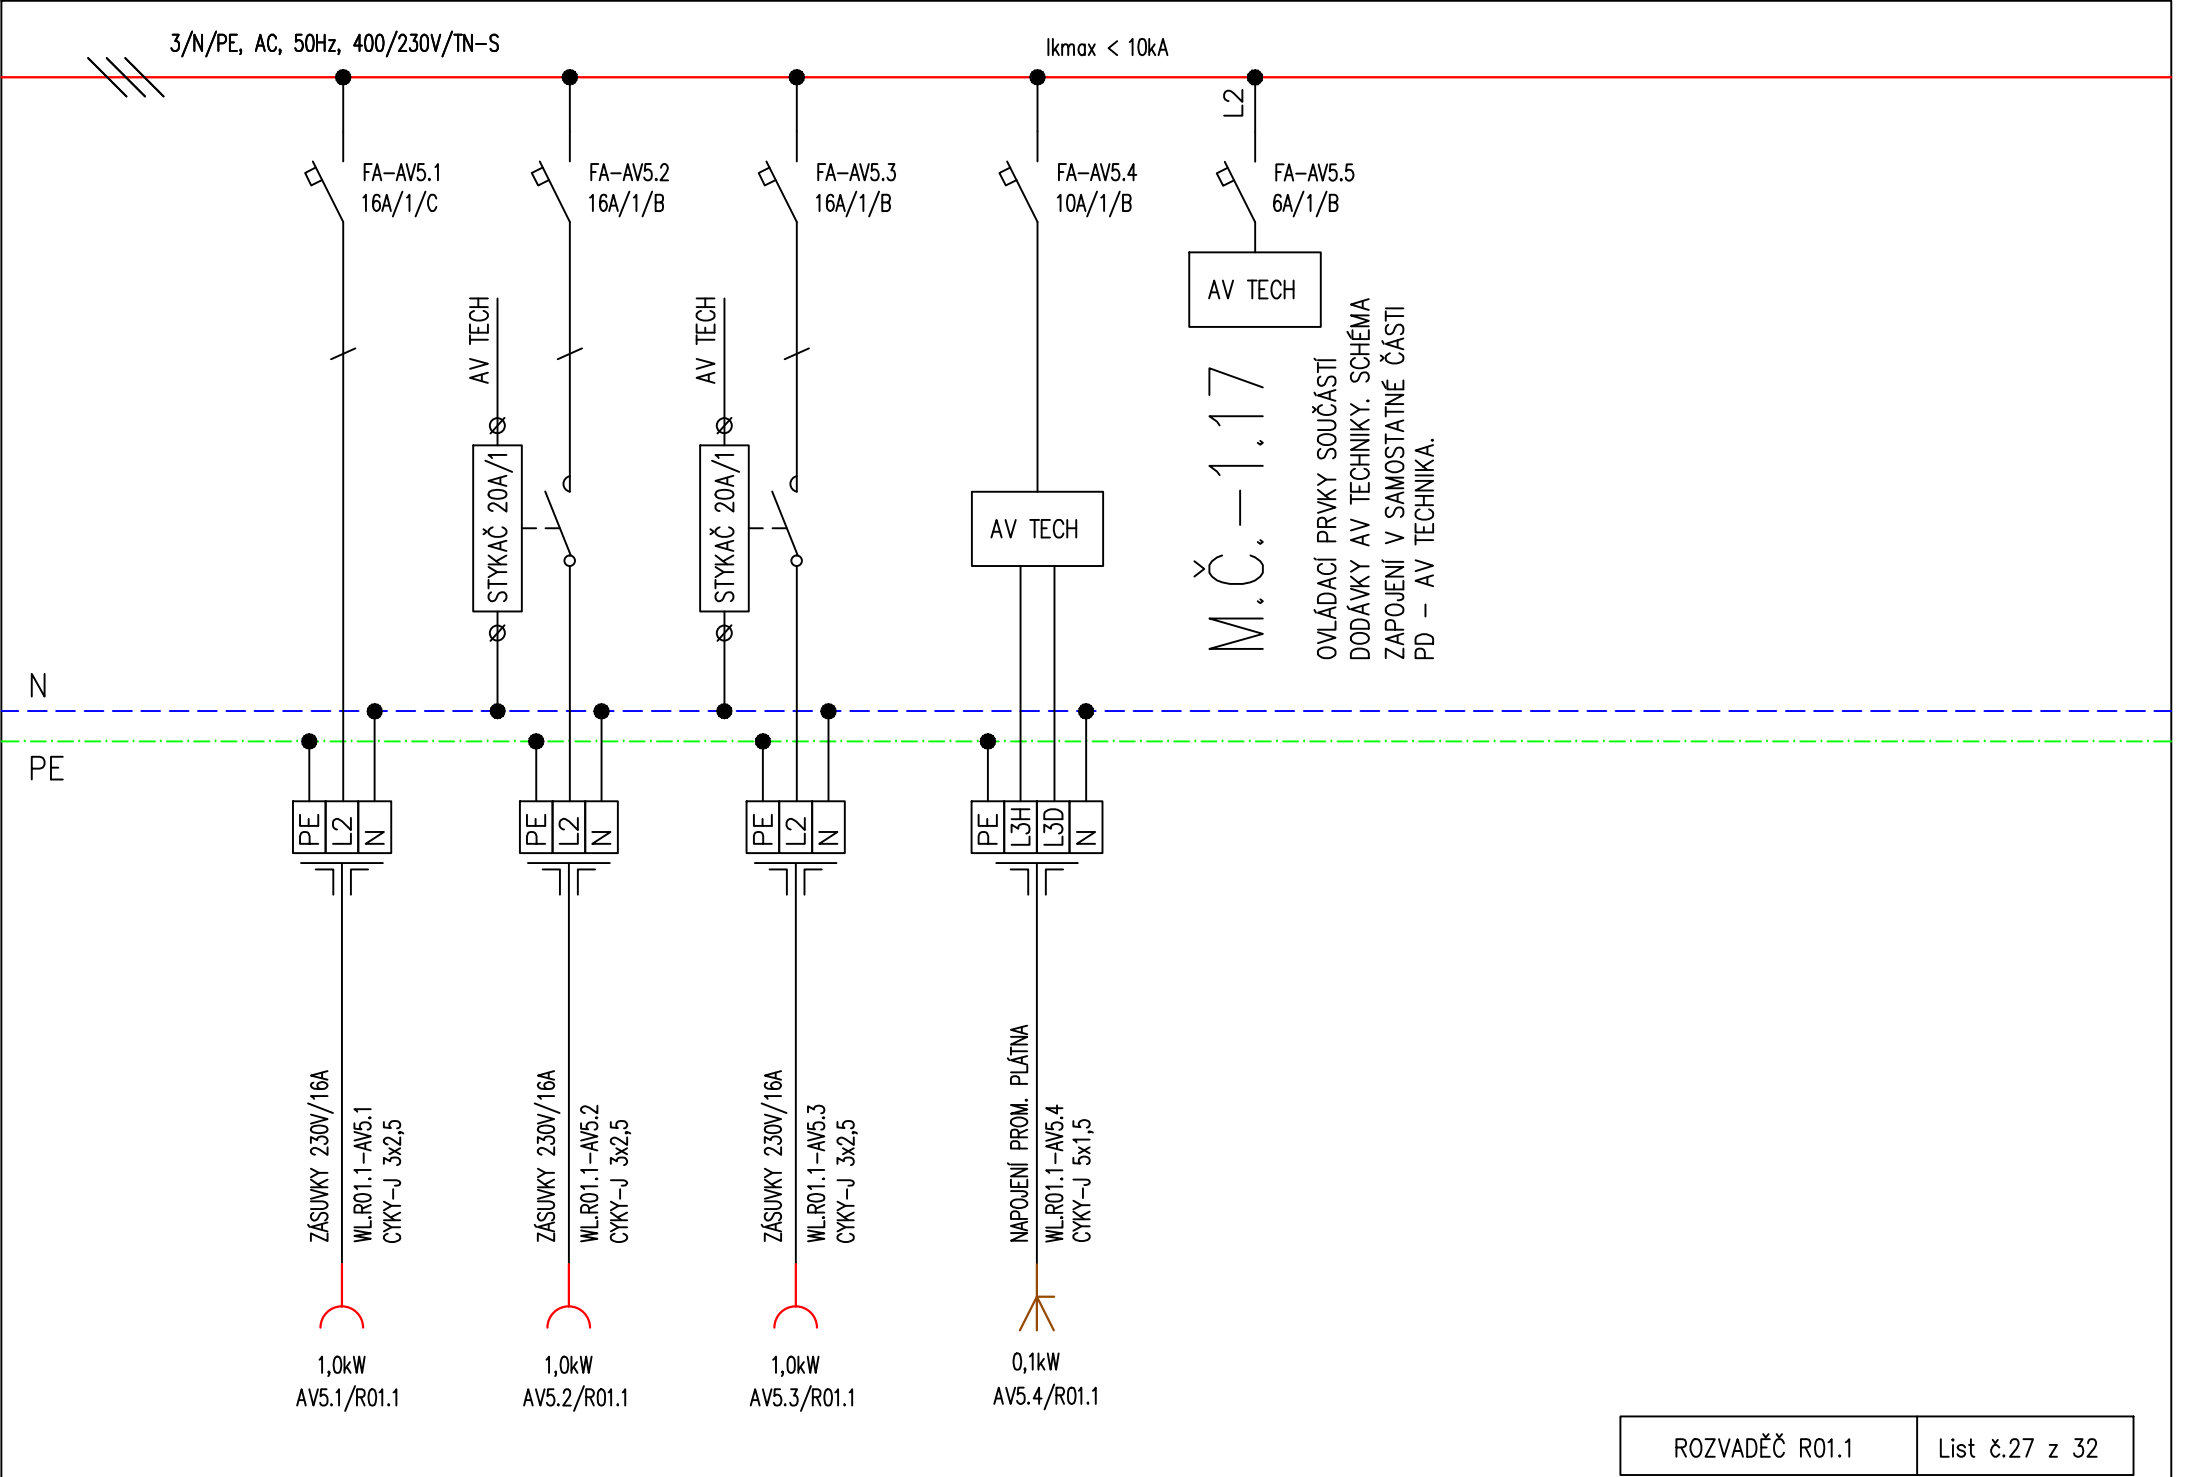 3/N/PE, AC, 50Hz, 400/230V/TN-S
Ikmax < 10kA
L2
FA-AV5.1
16A/1/C
FA-AV5.2
16A/1/B
FA-AV5.3
16A/1/B
FA-AV5.4
10A/1/B
FA-AV5.5
6A/1/B
AV TECH
AV TECH
AV TECH
STYKAČ 20A/1
STYKAČ 20A/1
AV TECH
M.Č.-1.17
OVLÁDACÍ PRVKY SOUČÁSTÍ
DODÁVKY AV TECHNIKY. SCHÉMA
ZAPOJENÍ V SAMOSTATNÉ ČÁSTI
PD - AV TECHNIKA.
N
PE
PE L2 N
PE L2 N
PE L2 N
PE L3H L3D N
ZÁSUVKY 230V/16A
WL.R01.1-AV5.1
CYKY-J 3x2,5
ZÁSUVKY 230V/16A
WL.R01.1-AV5.2
CYKY-J 3x2,5
ZÁSUVKY 230V/16A
WL.R01.1-AV5.3
CYKY-J 3x2,5
NAPOJENÍ PROM. PLÁTNA
WL.R01.1-AV5.4
CYKY-J 5x1,5
1,0kW
AV5.1/R01.1
1,0kW
AV5.2/R01.1
1,0kW
AV5.3/R01.1
0,1kW
AV5.4/R01.1
ROZVADĚČ R01.1
List č.27 z 32